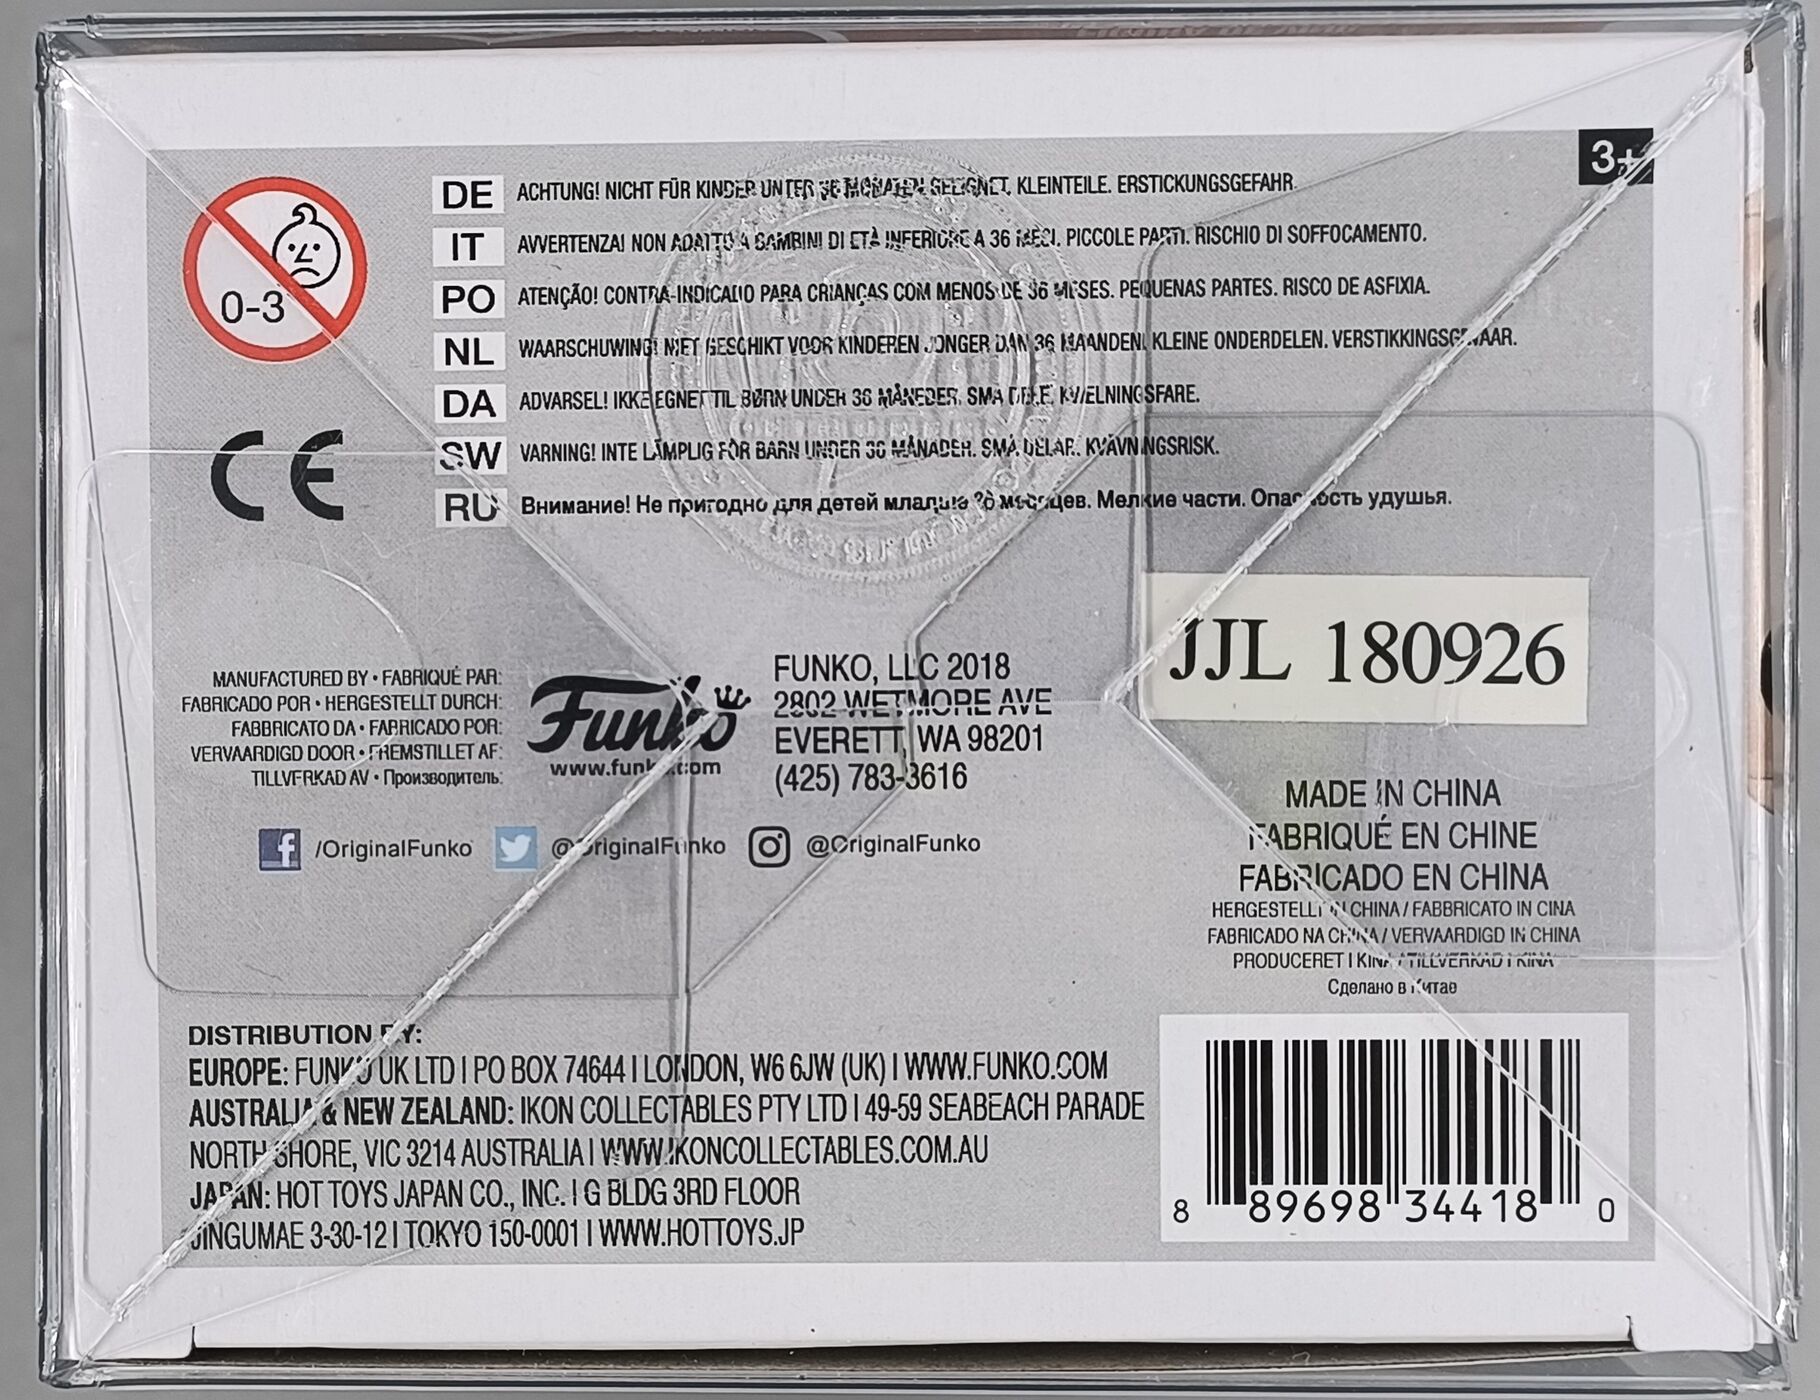 3+
DE ACHTUNG! NICHT FÜR KINDER UNTER 36 MONATEN GEEIGNET. KLEINTEILE. ERSTICKUNGSGEFAHR.
IT AVVERTENZA! NON ADATTO A BAMBINI DI ETÀ INFERIORE A 36 MESI. PICCOLE PARTI. RISCHIO DI SOFFOCAMENTO.
PO ATENÇÃO! CONTRA-INDICADO PARA CRIANÇAS COM MENOS DE 36 MESES. PEQUENAS PARTES. RISCO DE ASFIXIA.
NL WAARSCHUWING! NIET GESCHIKT VOOR KINDEREN JONGER DAN 36 MAANDEN. KLEINE ONDERDELEN. VERSTIKKINGSGEVAAR.
DA ADVARSEL! IKKE EGNET TIL BØRN UNDER 36 MÅNEDER. SMA DELE. KVÆLNINGSFARE.
SW VARNING! INTE LÄMPLIG FÖR BARN UNDER 36 MÅNADER. SMÅ DELAR. KVÄVNINGSRISK.
RU Внимание! Не пригодно для детей младше 36 месяцев. Мелкие части. Опасность удушья.
0-3
CE
JJL 180926
MANUFACTURED BY • FABRIQUÉ PAR:
FABRICADO POR • HERGESTELLT DURCH:
FABBRICATO DA • FABRICADO POR:
VERVAARDIGD DOOR • FREMSTILLET AF:
TILLVERKAD AV • Производитель:
Funko
www.funko.com
FUNKO, LLC 2018
2802 WETMORE AVE
EVERETT, WA 98201
(425) 783-3616
/OriginalFunko @OriginalFunko @OriginalFunko
MADE IN CHINA
FABRIQUÉ EN CHINE
FABRICADO EN CHINA
HERGESTELLT IN CHINA / FABBRICATO IN CINA
FABRICADO NA CHINA / VERVAARDIGD IN CHINA
PRODUCERET I KINA / TILLVERKAD I KINA
Сделано в Китае
DISTRIBUTION BY:
EUROPE: FUNKO UK LTD | PO BOX 74644 | LONDON, W6 6JW (UK) | WWW.FUNKO.COM
AUSTRALIA & NEW ZEALAND: IKON COLLECTABLES PTY LTD | 49-59 SEABEACH PARADE
NORTH SHORE, VIC 3214 AUSTRALIA | WWW.IKONCOLLECTABLES.COM.AU
JAPAN: HOT TOYS JAPAN CO., INC. | G BLDG 3RD FLOOR
JINGUMAE 3-30-12 | TOKYO 150-0001 | WWW.HOTTOYS.JP
8 89698 34418 0